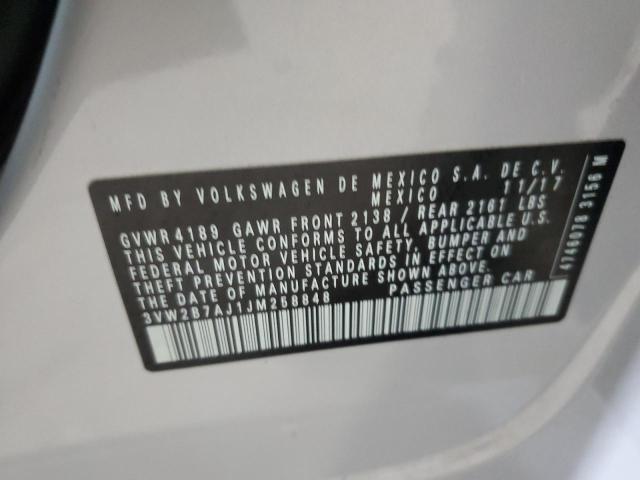 MFD BY VOLKSWAGEN DE MEXICO S.A. DE C.V.
MEXICO 11/17
GVWR 4189 GAWR FRONT 2138 / REAR 2161 LBS
THIS VEHICLE CONFORMS TO ALL APPLICABLE U.S.
FEDERAL MOTOR VEHICLE SAFETY, BUMPER AND
THEFT PREVENTION STANDARDS IN EFFECT ON
THE DATE OF MANUFACTURE SHOWN ABOVE.
3VW2B7AJ1JM258848 PASSENGER CAR